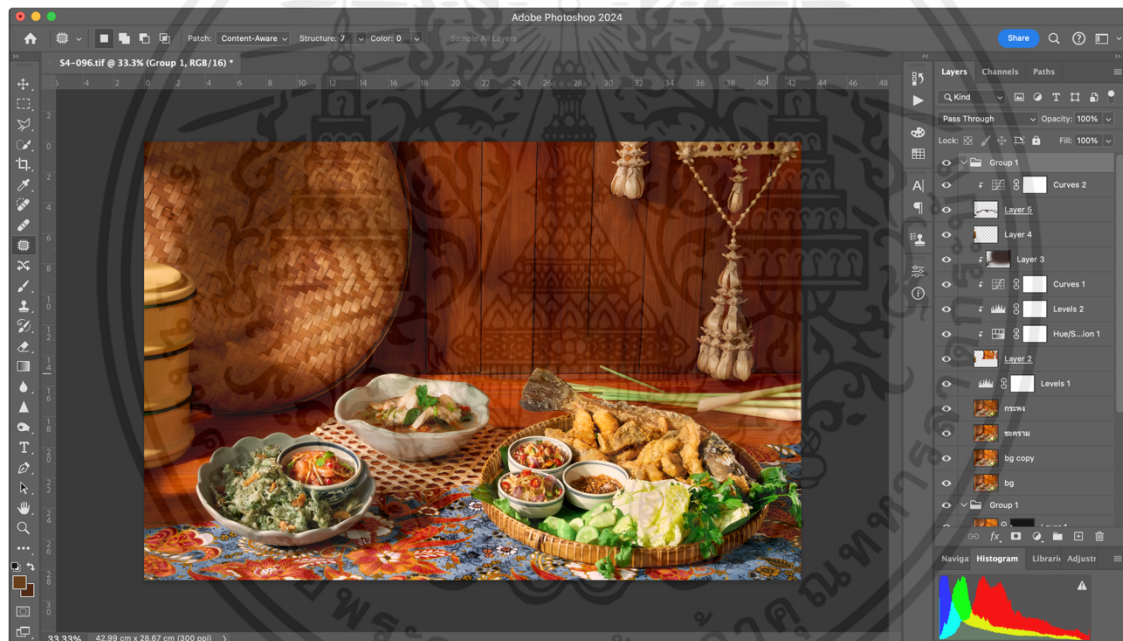 Adobe Photoshop 2024
Patch: Content-Aware Structure: 7 Color: 0 Sample All Layers
Share
S4-096.tif @ 33.3% (Group 1, RGB/16) *
Layers Channels Paths
Kind
Pass Through Opacity: 100%
Lock: Fill: 100%
Group 1
Curves 2
Layer 5
Layer 4
Layer 3
Curves 1
Levels 2
Hue/S...ion 1
Layer 2
Levels 1
กระพง
ชะคราม
bg copy
bg
Group 1
Naviga Histogram Librari Adjustr
33.33% 42.99 cm x 28.67 cm (300 ppi)